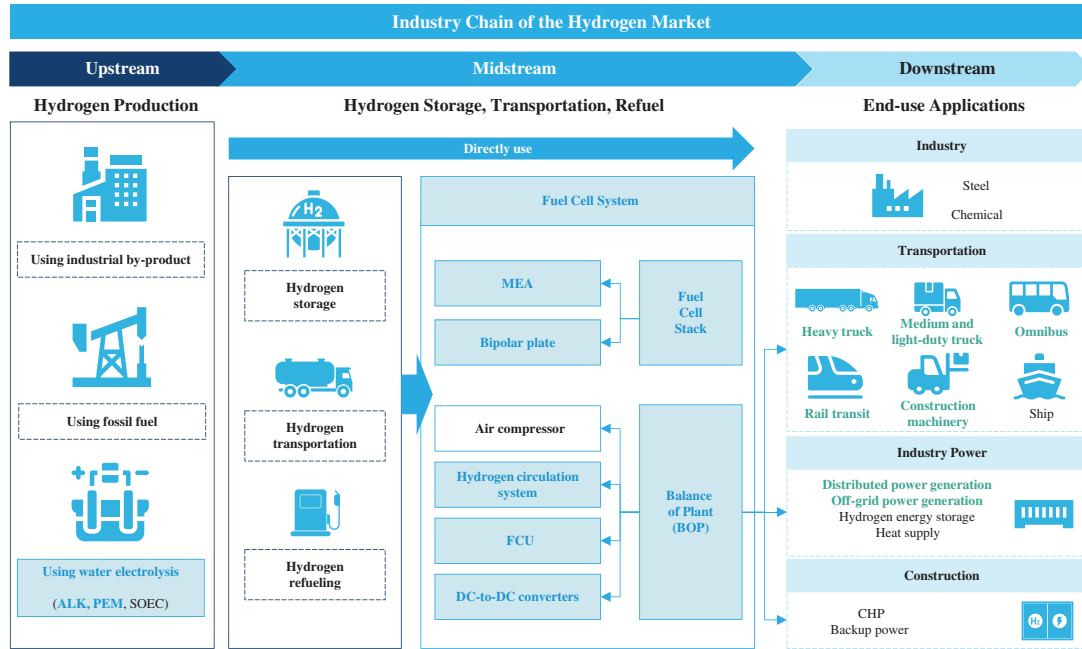 Industry Chain of the Hydrogen Market
Upstream
Midstream
Downstream
Hydrogen Production
Hydrogen Storage, Transportation, Refuel
End-use Applications
Using industrial by-product
Using fossil fuel
Using water electrolysis
(ALK, PEM, SOEC)
Directly use
H2
Hydrogen
storage
Hydrogen
transportation
Hydrogen
refueling
Fuel Cell System
MEA
Bipolar plate
Fuel
Cell
Stack
Air compressor
Hydrogen circulation
system
FCU
DC-to-DC converters
Balance
of Plant
(BOP)
Industry
Steel
Chemical
Transportation
Heavy truck
Medium and
light-duty truck
Omnibus
Rail transit
Construction
machinery
Ship
Industry Power
Distributed power generation
Off-grid power generation
Hydrogen energy storage
Heat supply
Construction
CHP
Backup power
H2